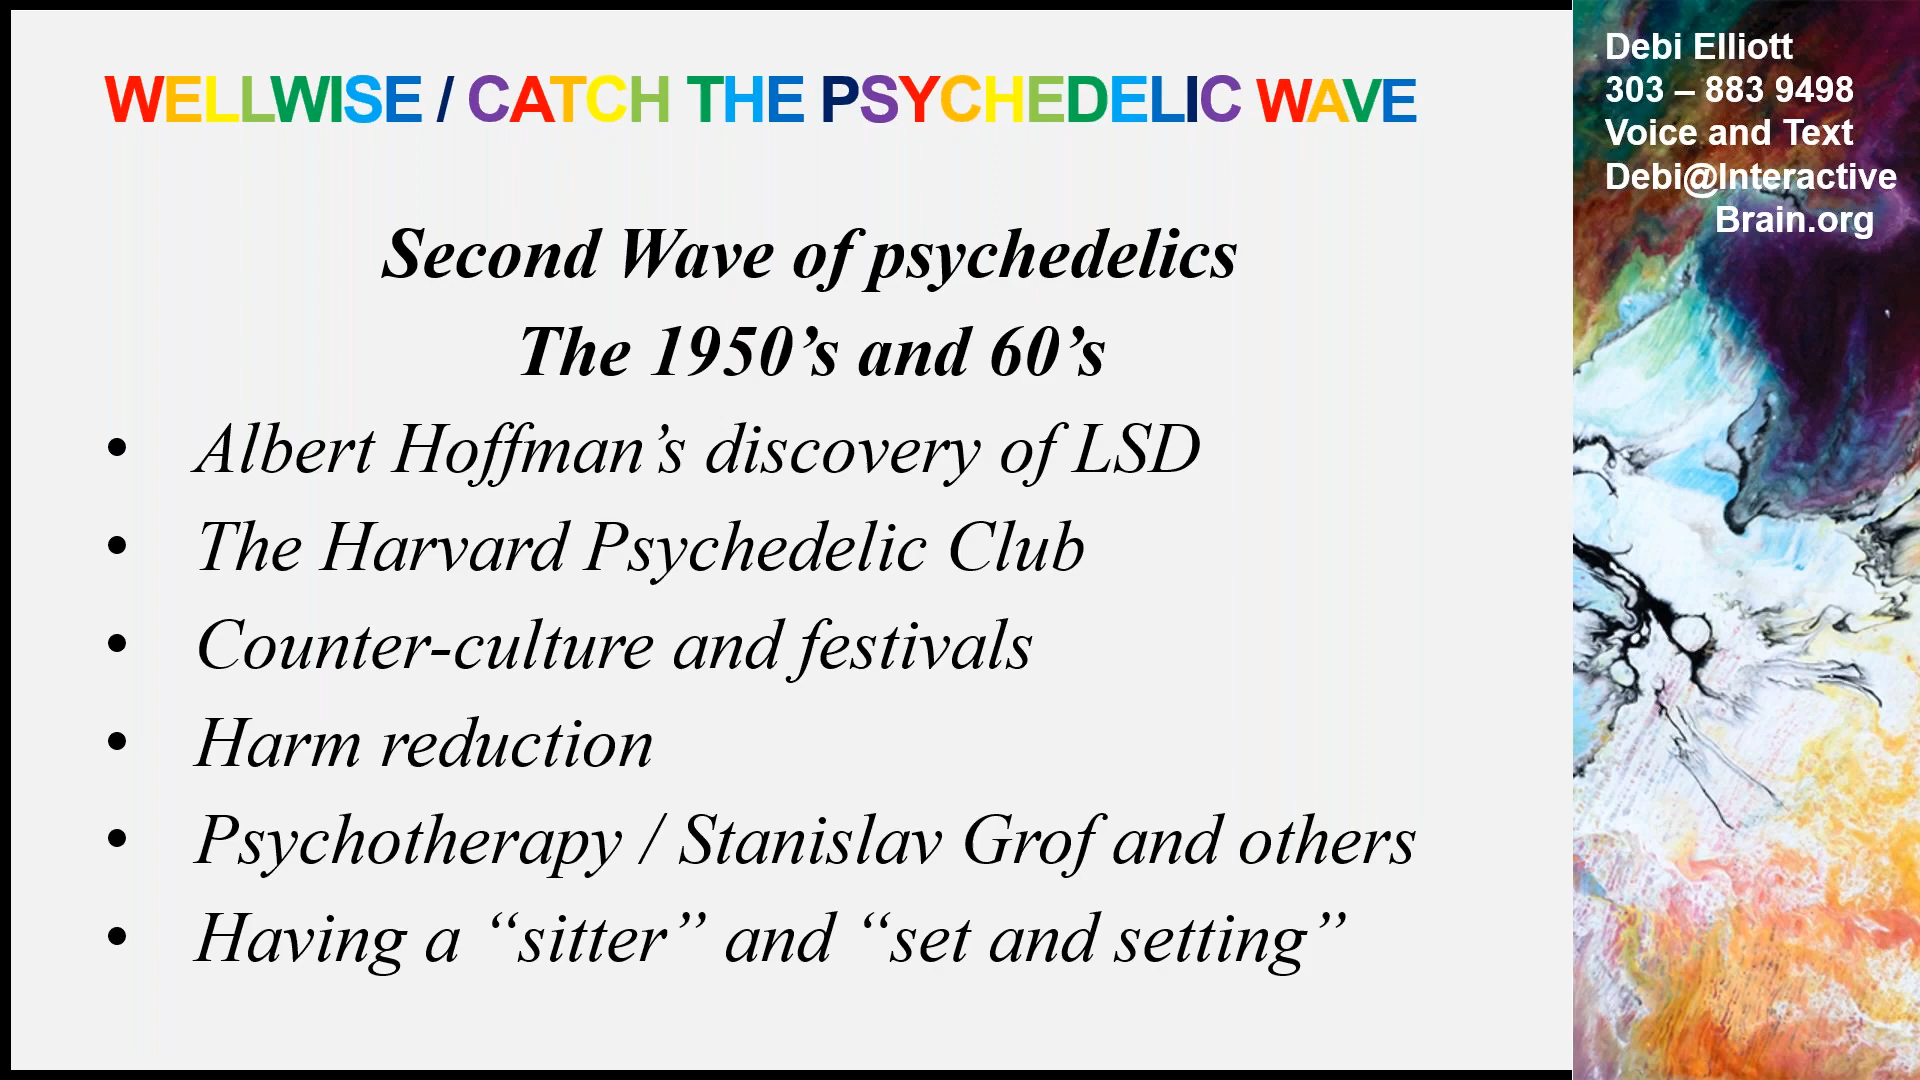 WELLWISE / CATCH THE PSYCHEDELIC WAVE
Second Wave of psychedelics
The 1950’s and 60’s
• Albert Hoffman’s discovery of LSD
• The Harvard Psychedelic Club
• Counter-culture and festivals
• Harm reduction
• Psychotherapy / Stanislav Grof and others
• Having a “sitter” and “set and setting”
Debi Elliott
303 – 883 9498
Voice and Text
Debi@Interactive
Brain.org